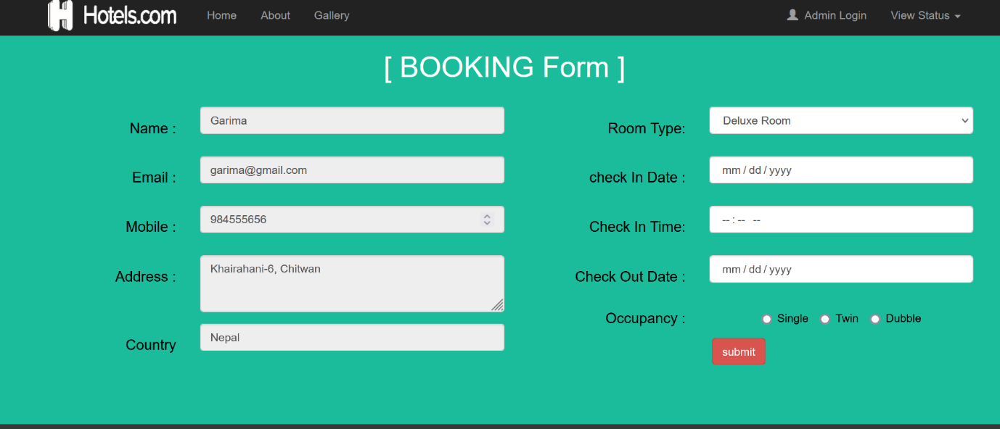 Hotels.com Home About Gallery Admin Login View Status
[ BOOKING Form ]
Name : Garima
Room Type: Deluxe Room
Email : garima@gmail.com
check In Date : mm / dd / yyyy
Mobile : 984555656
Check In Time: -- : -- --
Address : Khairahani-6, Chitwan
Check Out Date : mm / dd / yyyy
Occupancy : Single Twin Dubble
Country Nepal
submit